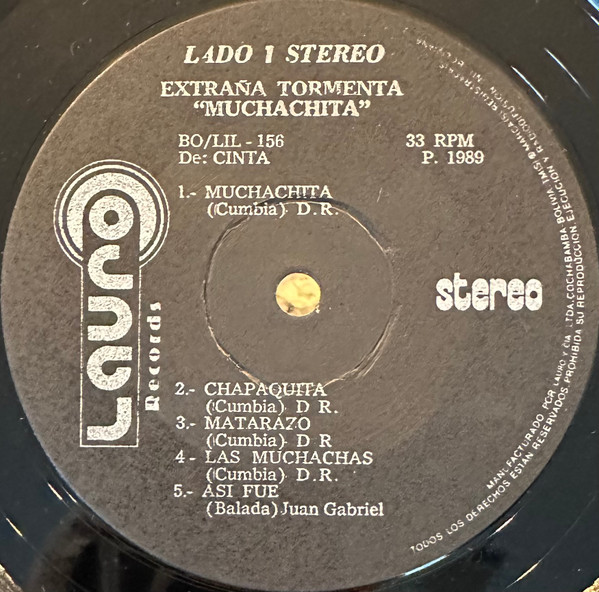 LADO 1 STEREO
EXTRAÑA TORMENTA
"MUCHACHITA"
BO/LIL - 156
De: CINTA
33 RPM
P. 1989
1.- MUCHACHITA
(Cumbia) D.R.
LAURO
Records
stereo
2.- CHAPAQUITA
(Cumbia) D R.
3.- MATARAZO
(Cumbia) D R
4 - LAS MUCHACHAS
(Cumbia) D.R.
5.- ASI FUE
(Balada) Juan Gabriel
MANUFACTURADO POR LAURO Y CIA. LTDA. COCHABAMBA-BOLIVIA
TODOS LOS DERECHOS ESTAN RESERVADOS PROHIBIDA SU REPRODUCCION EJECUCION Y RADIODIFUSION